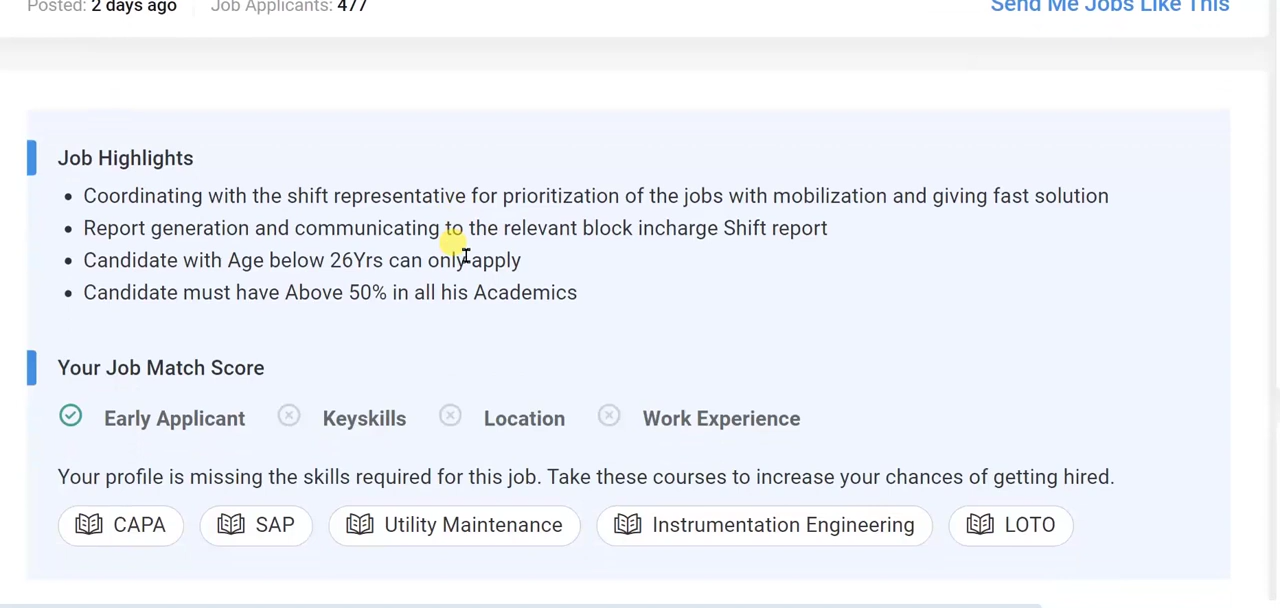 Posted: 2 days ago Job Applicants: 477 Send Me Jobs Like This
Job Highlights
• Coordinating with the shift representative for prioritization of the jobs with mobilization and giving fast solution
• Report generation and communicating to the relevant block incharge Shift report
• Candidate with Age below 26Yrs can only apply
• Candidate must have Above 50% in all his Academics
Your Job Match Score
Early Applicant Keyskills Location Work Experience
Your profile is missing the skills required for this job. Take these courses to increase your chances of getting hired.
CAPA SAP Utility Maintenance Instrumentation Engineering LOTO